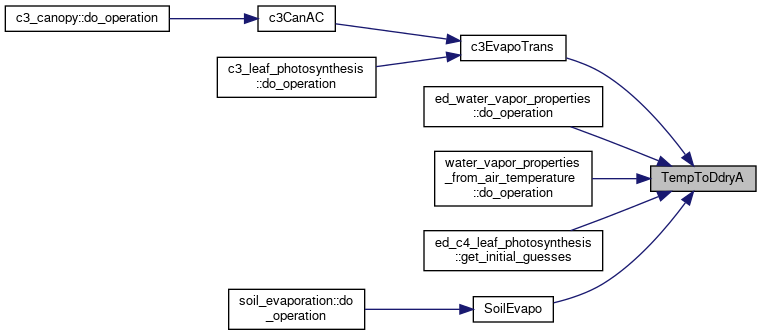 c3_canopy::do_operation
c3CanAC
c3EvapoTrans
c3_leaf_photosynthesis
::do_operation
ed_water_vapor_properties
::do_operation
water_vapor_properties
_from_air_temperature
::do_operation
TempToDdryA
ed_c4_leaf_photosynthesis
::get_initial_guesses
soil_evaporation::do
_operation
SoilEvapo